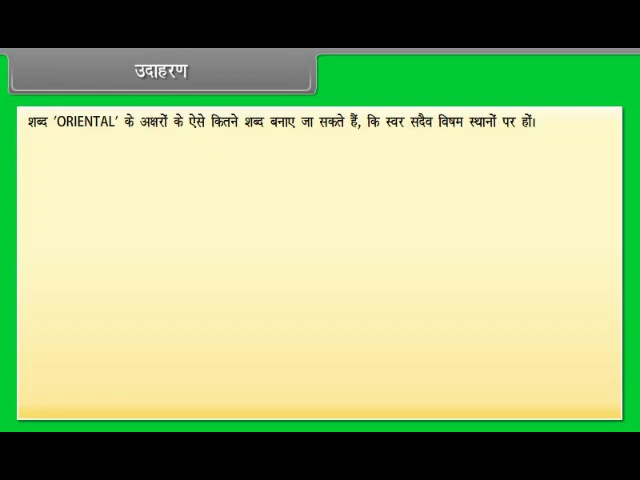 उदाहरण
शब्द 'ORIENTAL' के अक्षरों के ऐसे कितने शब्द बनाए जा सकते हैं, कि स्वर सदैव विषम स्थानों पर हों।